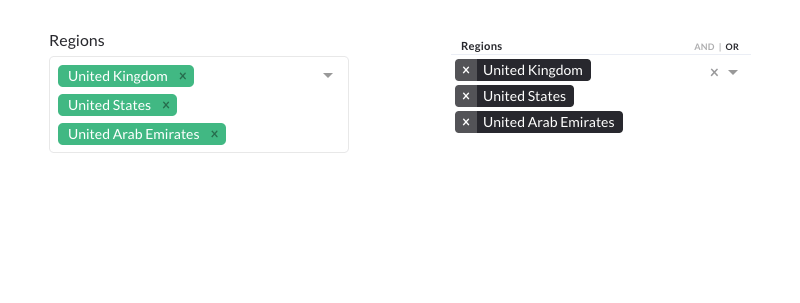 Regions
United Kingdom ×
United States ×
United Arab Emirates ×
Regions AND | OR
× United Kingdom ×
× United States
× United Arab Emirates